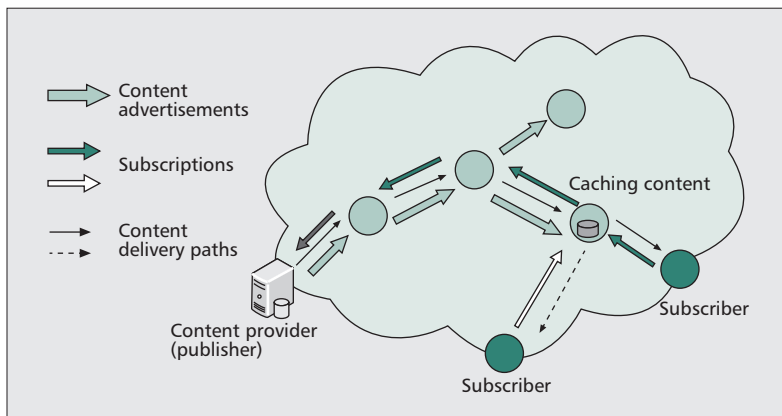 Content
advertisements
Subscriptions
Content
delivery paths
Caching content
Content provider
(publisher)
Subscriber
Subscriber